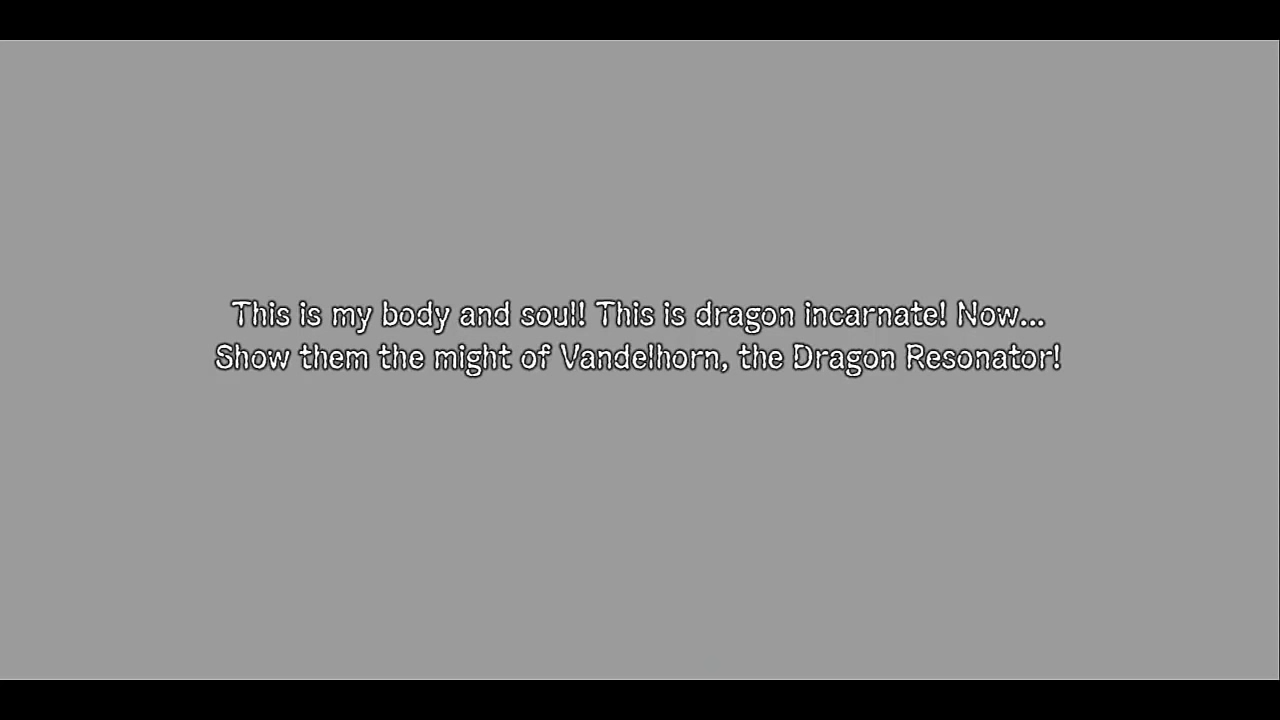 This is my body and soul! This is dragon incarnate! Now...
Show them the might of Vandelhorn, the Dragon Resonator!